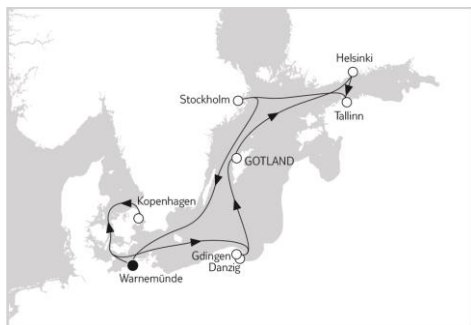 Helsinki
Stockholm
Tallinn
GOTLAND
Kopenhagen
Gdingen
Danzig
Warnemünde